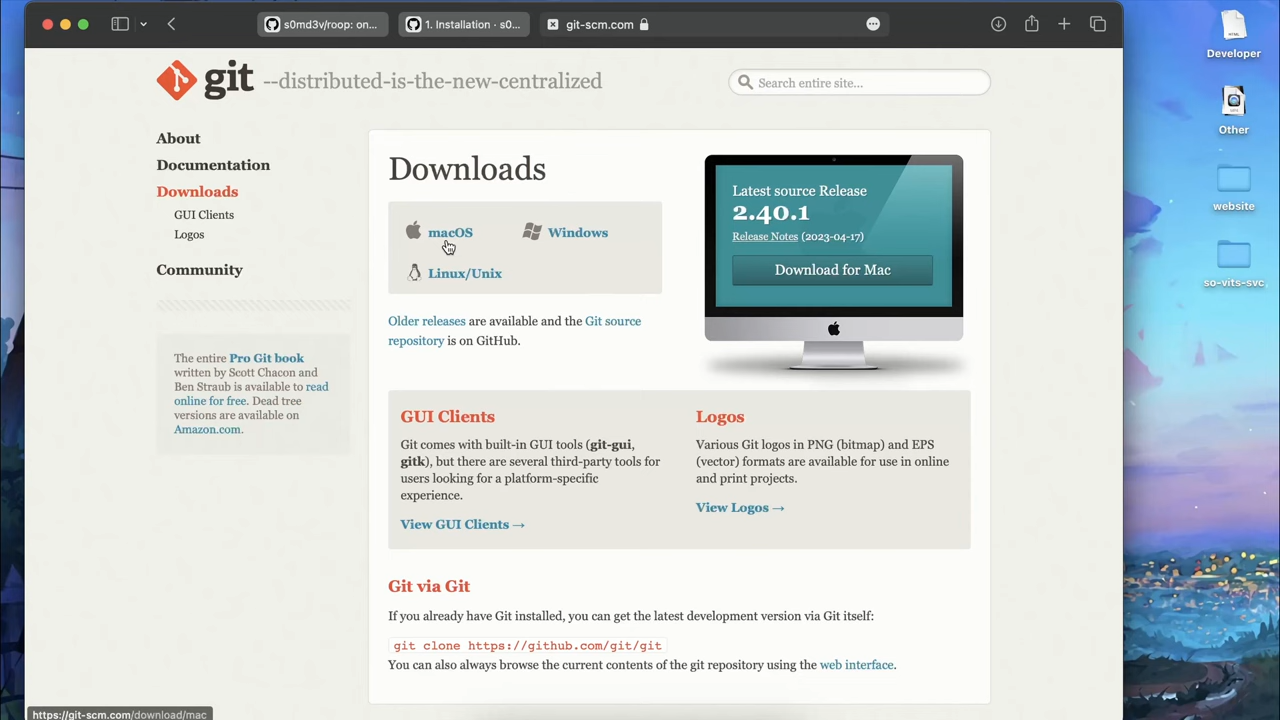 s0md3v/roop: on...
1. Installation · s0...
git-scm.com
git --distributed-is-the-new-centralized
Search entire site...
About
Documentation
Downloads
GUI Clients
Logos
Community
The entire Pro Git book
written by Scott Chacon and
Ben Straub is available to read
online for free. Dead tree
versions are available on
Amazon.com.
Downloads
macOS
Windows
Linux/Unix
Older releases are available and the Git source
repository is on GitHub.
Latest source Release
2.40.1
Release Notes (2023-04-17)
Download for Mac
GUI Clients
Git comes with built-in GUI tools (git-gui,
gitk), but there are several third-party tools for
users looking for a platform-specific
experience.
View GUI Clients →
Logos
Various Git logos in PNG (bitmap) and EPS
(vector) formats are available for use in online
and print projects.
View Logos →
Git via Git
If you already have Git installed, you can get the latest development version via Git itself:
git clone https://github.com/git/git
You can also always browse the current contents of the git repository using the web interface.
https://git-scm.com/download/mac
HTML
Developer
Other
website
so-vits-svc